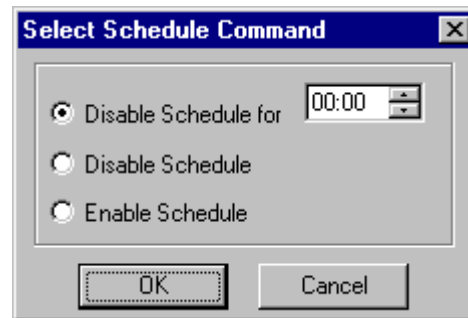 Select Schedule Command
Disable Schedule for 00:00
Disable Schedule
Enable Schedule
OK Cancel